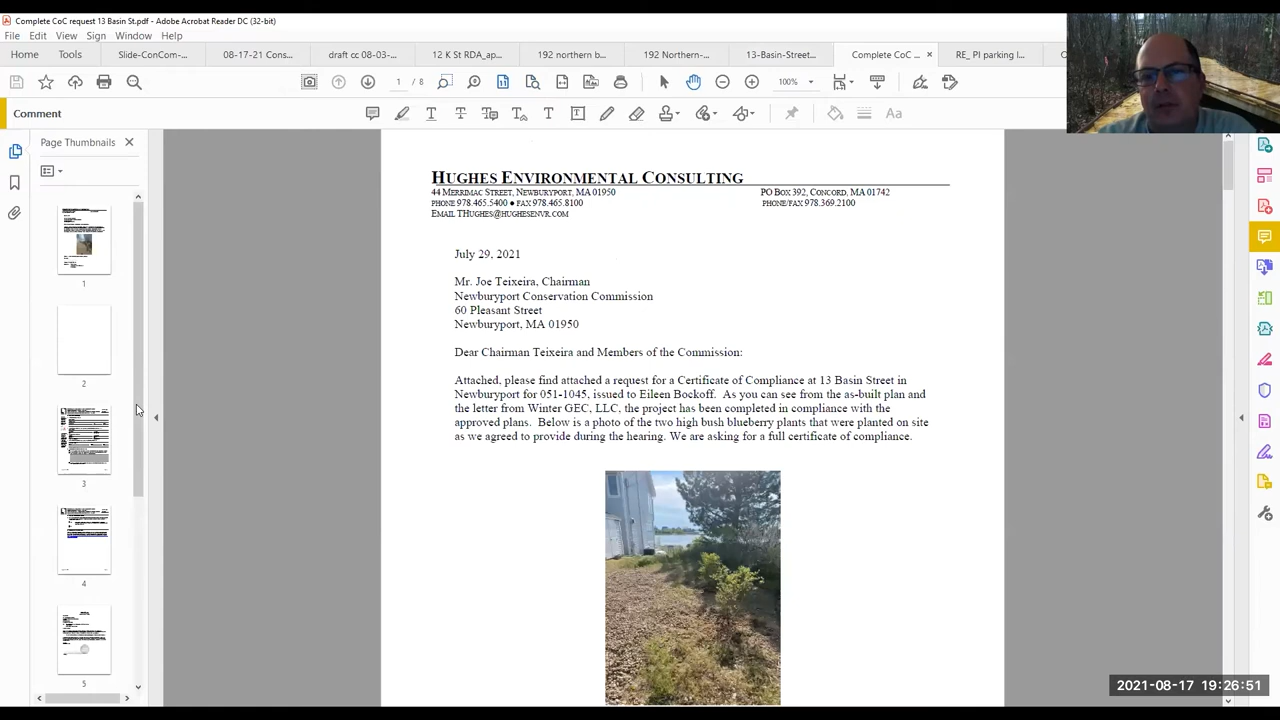 Complete CoC request 13 Basin St.pdf - Adobe Acrobat Reader DC (32-bit)
File Edit View Sign Window Help
Home Tools Slide-ConCom-... 08-17-21 Cons... draft cc 08-03-... 12 K St RDA_ap... 192 northern b... 192 Northern-... 13-Basin-Street... Complete CoC ... × RE_ PI parking l...
1 / 8 100%
Comment
Page Thumbnails
1
2
3
4
5
HUGHES ENVIRONMENTAL CONSULTING
44 MERRIMAC STREET, NEWBURYPORT, MA 01950 PO BOX 392, CONCORD, MA 01742
PHONE 978.465.5400 • FAX 978.465.8100 PHONE/FAX 978.369.2100
EMAIL THUGHES@HUGHESENVR.COM
July 29, 2021
Mr. Joe Teixeira, Chairman
Newburyport Conservation Commission
60 Pleasant Street
Newburyport, MA 01950
Dear Chairman Teixeira and Members of the Commission:
Attached, please find attached a request for a Certificate of Compliance at 13 Basin Street in
Newburyport for 051-1045, issued to Eileen Bockoff. As you can see from the as-built plan and
the letter from Winter GEC, LLC, the project has been completed in compliance with the
approved plans. Below is a photo of the two high bush blueberry plants that were planted on site
as we agreed to provide during the hearing. We are asking for a full certificate of compliance.
2021-08-17 19:26:51